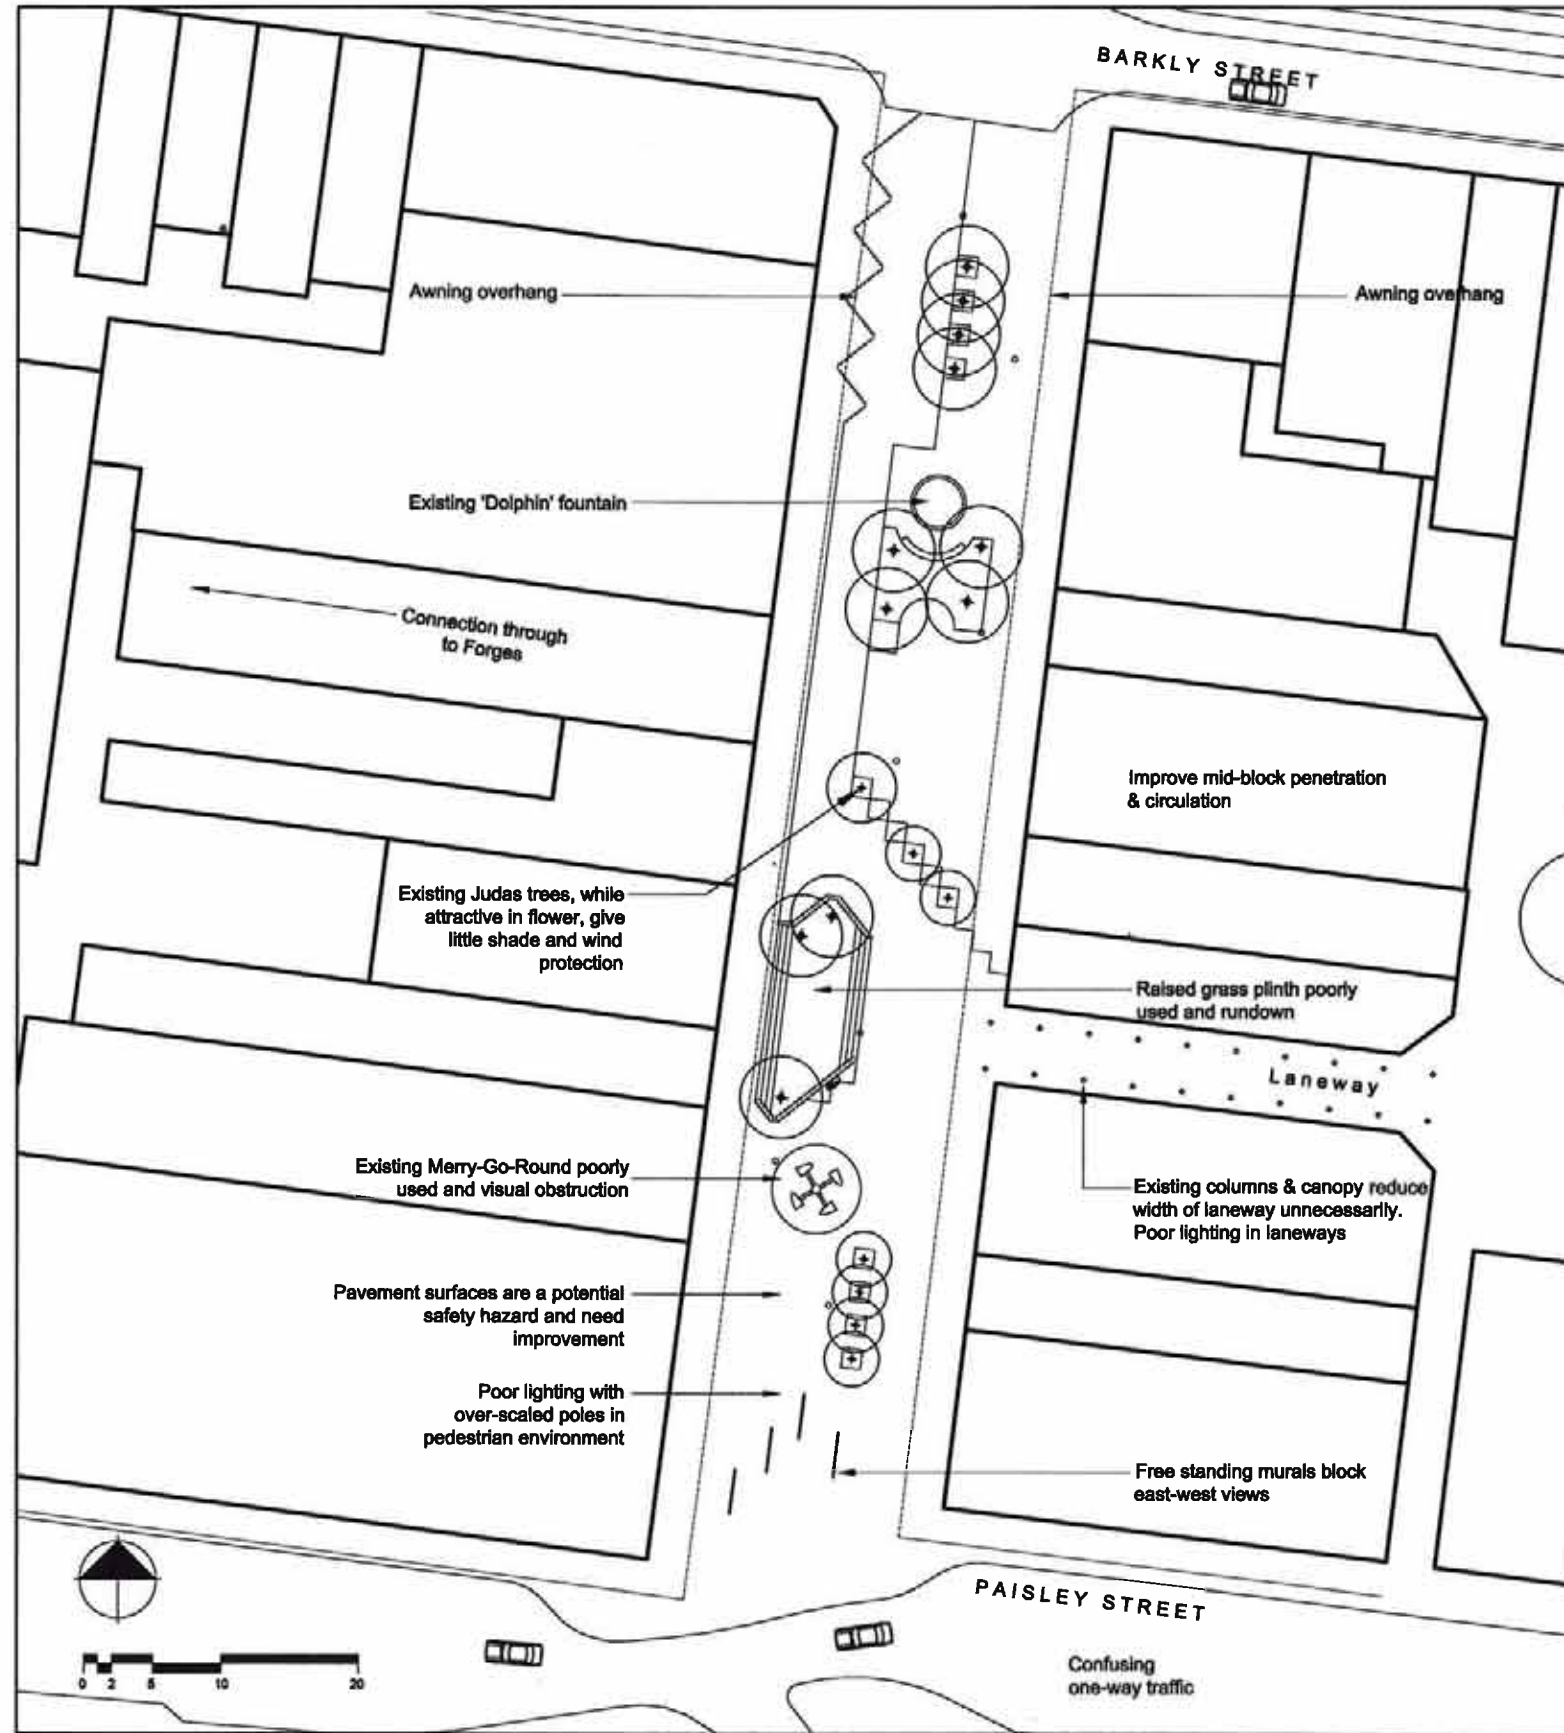 BARKLY STREET
Awning overhang
Awning overhang
Existing 'Dolphin' fountain
Connection through
to Forges
Improve mid-block penetration
& circulation
Existing Judas trees, while
attractive in flower, give
little shade and wind
protection
Raised grass plinth poorly
used and rundown
Laneway
Existing Merry-Go-Round poorly
used and visual obstruction
Existing columns & canopy reduce
width of laneway unnecessarily.
Poor lighting in laneways
Pavement surfaces are a potential
safety hazard and need
improvement
Poor lighting with
over-scaled poles in
pedestrian environment
Free standing murals block
east-west views
PAISLEY STREET
Confusing
one-way traffic
0 2 5 10 20